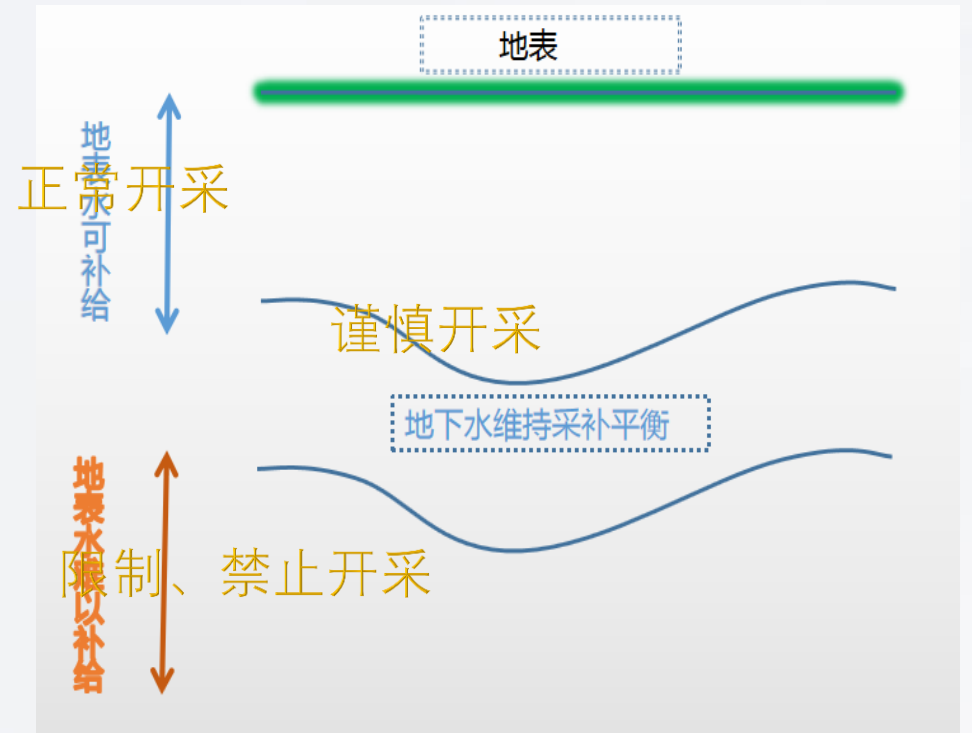 地表
地表水可补给
正常开采
谨慎开采
地下水维持采补平衡
地表水难以补给
限制、禁止开采